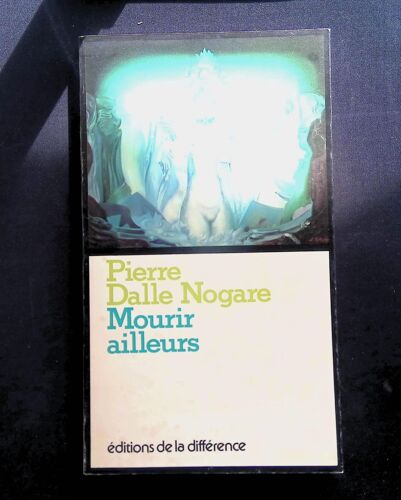 Pierre
Dalle Nogare
Mourir
ailleurs
éditions de la différence